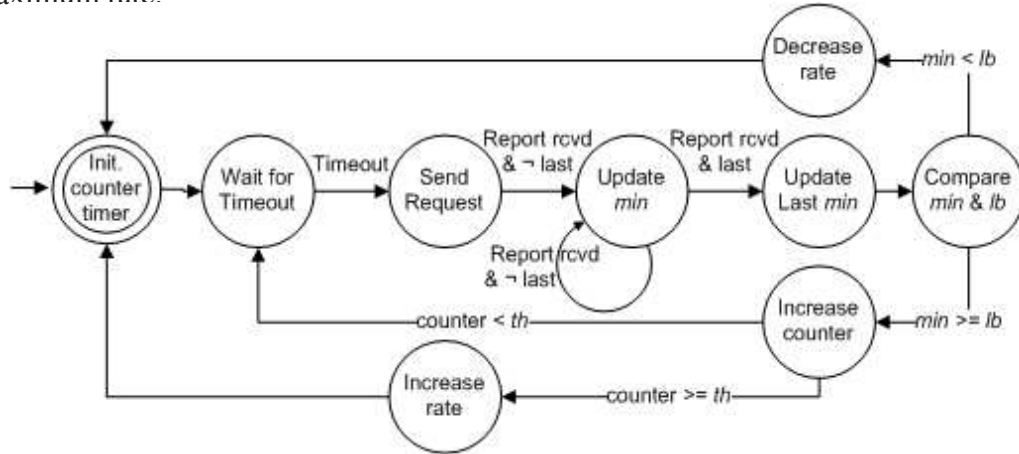 Decrease
rate
min < lb
Init.
counter
timer
Wait for
Timeout
Timeout
Send
Request
Report rcvd
& ¬ last
Update
min
Report rcvd
& last
Update
Last min
Compare
min & lb
Report rcvd
& ¬ last
counter < th
Increase
counter
min >= lb
Increase
rate
counter >= th